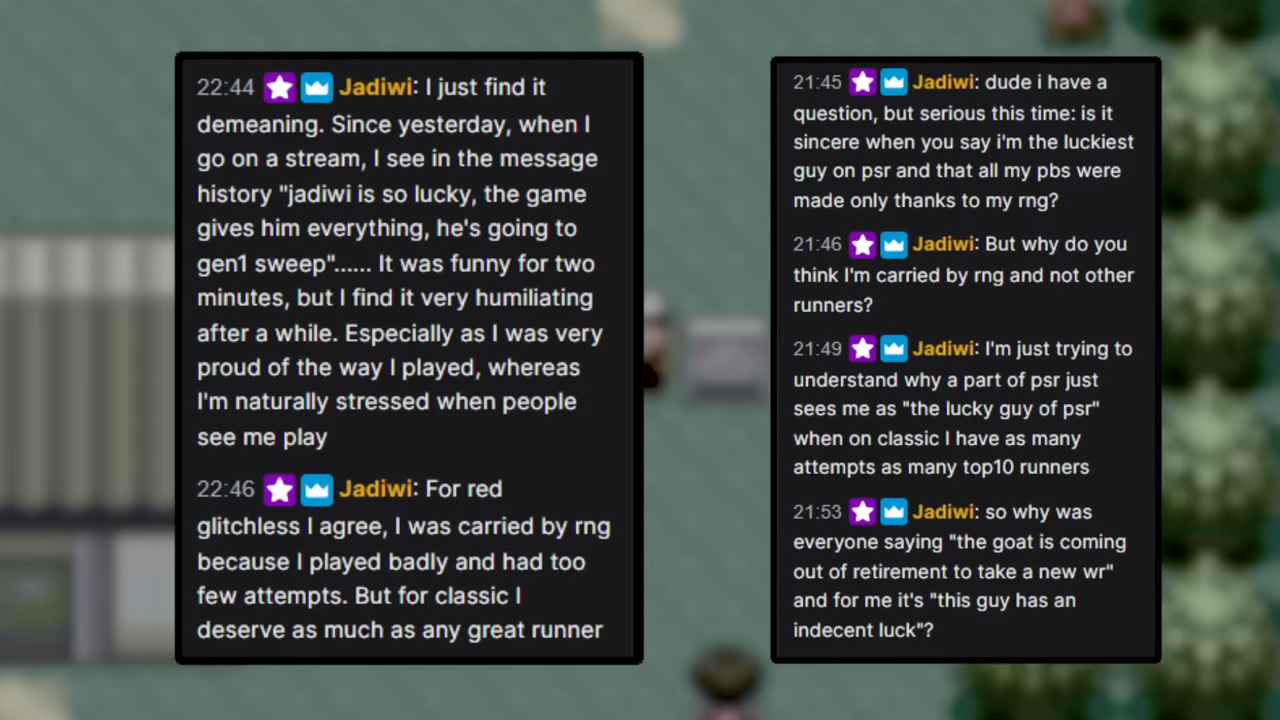 22:44 Jadiwi: I just find it
demeaning. Since yesterday, when I
go on a stream, I see in the message
history "jadiwi is so lucky, the game
gives him everything, he's going to
gen1 sweep"...... It was funny for two
minutes, but I find it very humiliating
after a while. Especially as I was very
proud of the way I played, whereas
I'm naturally stressed when people
see me play
22:46 Jadiwi: For red
glitchless I agree, I was carried by rng
because I played badly and had too
few attempts. But for classic I
deserve as much as any great runner
21:45 Jadiwi: dude i have a
question, but serious this time: is it
sincere when you say i'm the luckiest
guy on psr and that all my pbs were
made only thanks to my rng?
21:46 Jadiwi: But why do you
think I'm carried by rng and not other
runners?
21:49 Jadiwi: I'm just trying to
understand why a part of psr just
sees me as "the lucky guy of psr"
when on classic I have as many
attempts as many top10 runners
21:53 Jadiwi: so why was
everyone saying "the goat is coming
out of retirement to take a new wr"
and for me it's "this guy has an
indecent luck"?